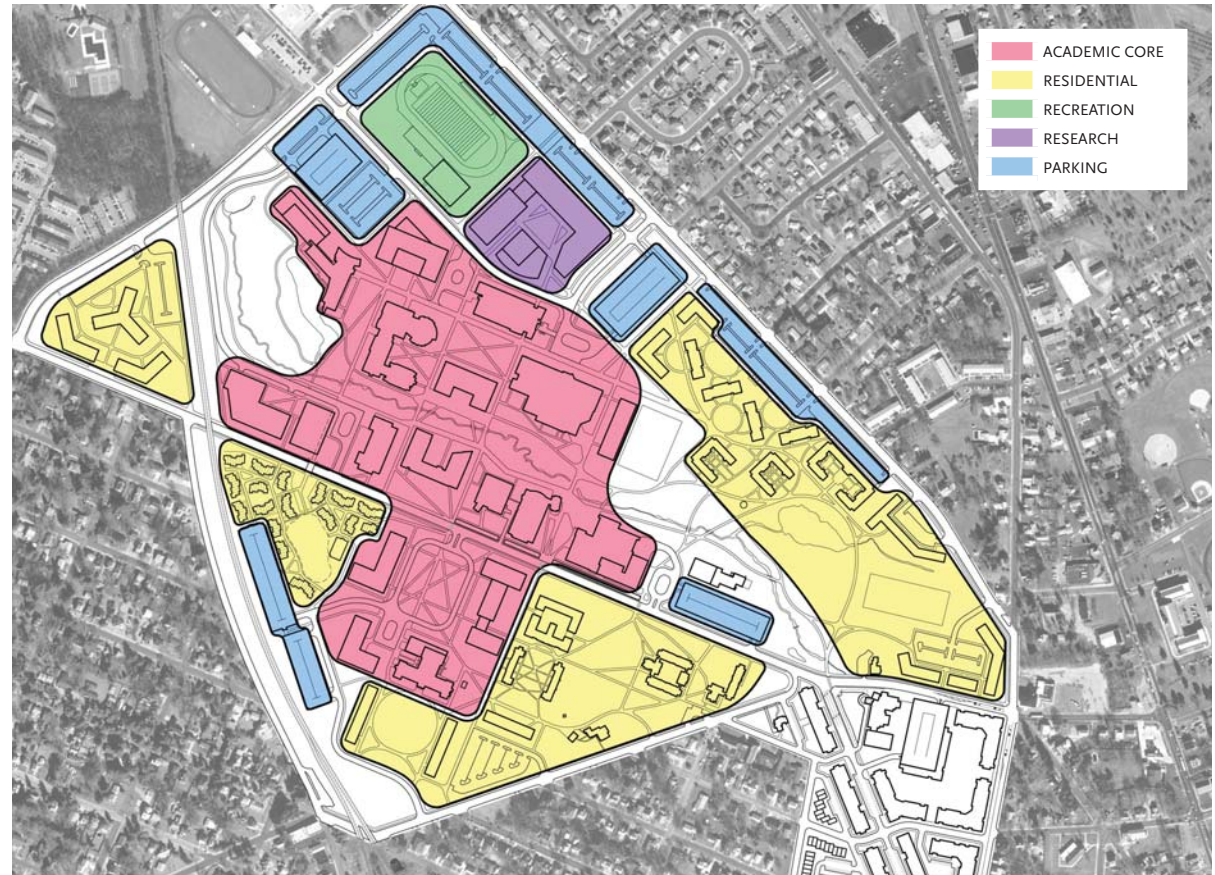 ACADEMIC CORE
RESIDENTIAL
RECREATION
RESEARCH
PARKING